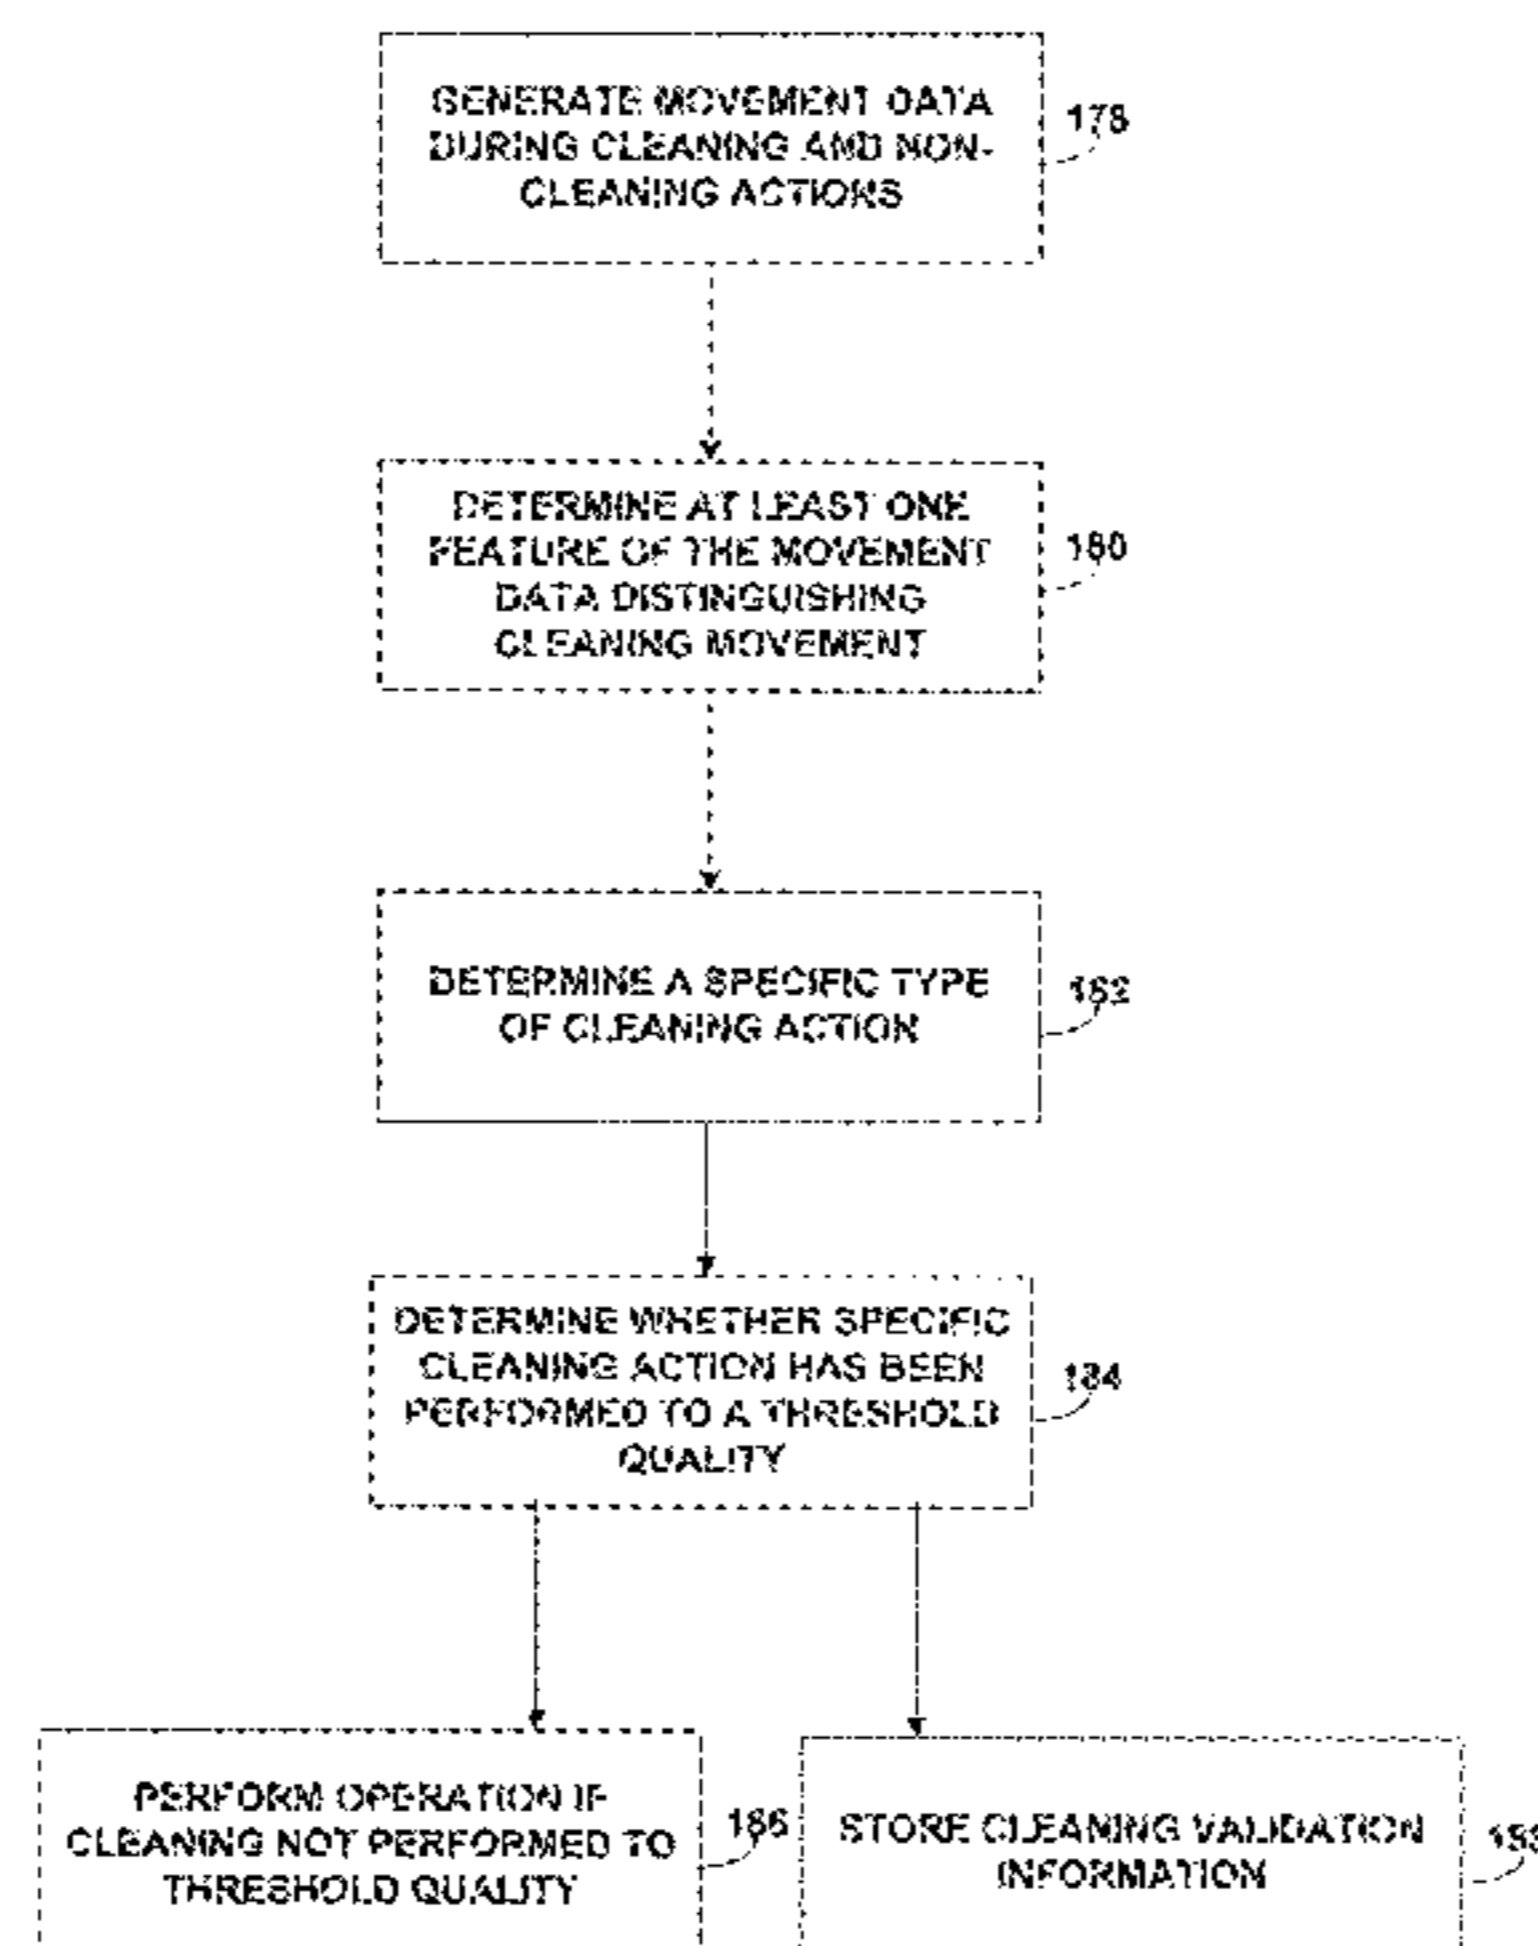 GENERATE MOVEMENT DATA
DURING CLEANING AND NON-
CLEANING ACTIONS
178
DETERMINE AT LEAST ONE
FEATURE OF THE MOVEMENT
DATA DISTINGUISHING
CLEANING MOVEMENT
180
DETERMINE A SPECIFIC TYPE
OF CLEANING ACTION
182
DETERMINE WHETHER SPECIFIC
CLEANING ACTION HAS BEEN
PERFORMED TO A THRESHOLD
QUALITY
184
PERFORM OPERATION IF
CLEANING NOT PERFORMED TO
THRESHOLD QUALITY
186
STORE CLEANING VALIDATION
INFORMATION